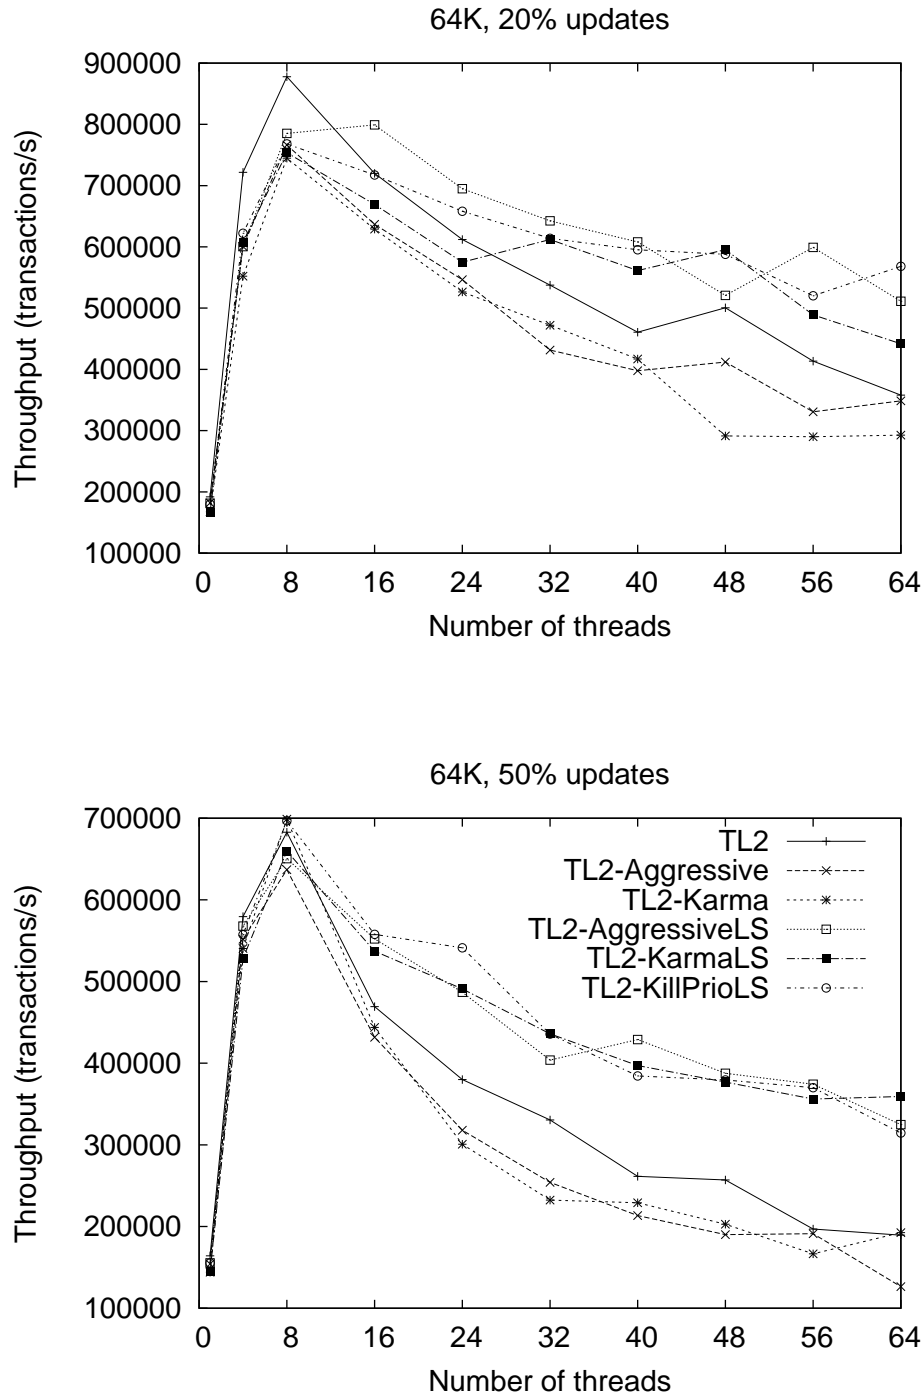 64K, 20% updates
900000
800000
700000
600000
500000
400000
300000
200000
100000
Throughput (transactions/s)
0 8 16 24 32 40 48 56 64
Number of threads
64K, 50% updates
700000
600000
500000
400000
300000
200000
100000
Throughput (transactions/s)
TL2
TL2-Aggressive
TL2-Karma
TL2-AggressiveLS
TL2-KarmaLS
TL2-KillPrioLS
0 8 16 24 32 40 48 56 64
Number of threads